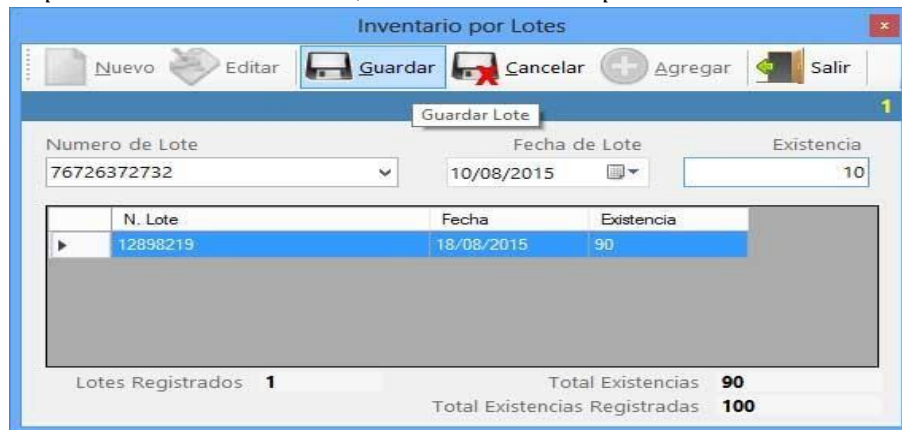 Inventario por Lotes
Nuevo Editar Guardar Cancelar Agregar Salir
1
Guardar Lote
Numero de Lote Fecha de Lote Existencia
76726372732 10/08/2015 10
N. Lote Fecha Existencia
12898219 18/08/2015 90
Lotes Registrados 1 Total Existencias 90
Total Existencias Registradas 100